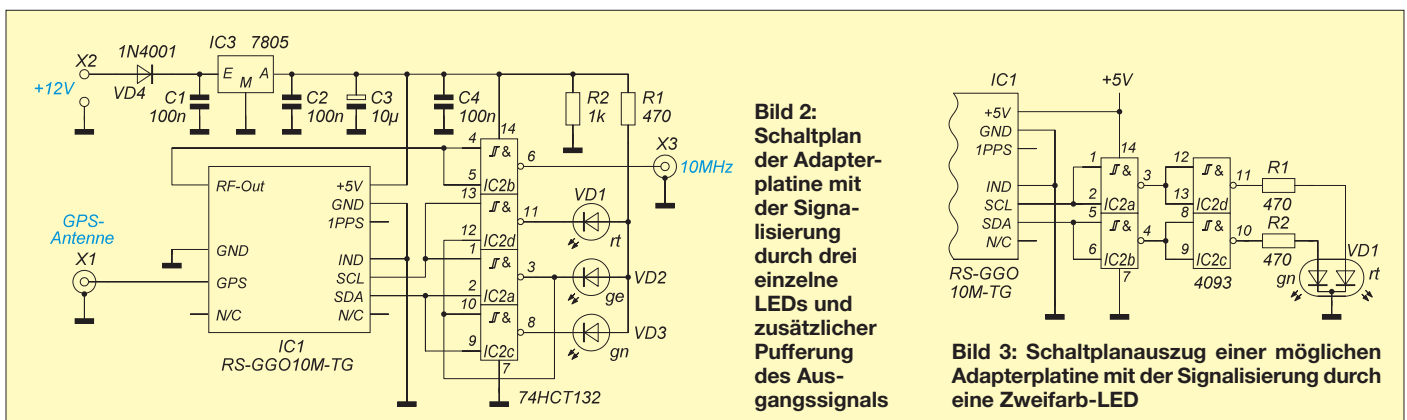 IC3 7805
1N4001
X2
+12V
VD4
E
M
A
C1
100n
C2
100n
C3
10µ
C4
100n
R2
1k
R1
470
4
14
&
5
IC2b
6
13
&
12
IC2d
11
1
&
2
IC2a
3
10
&
9
IC2c
8
7
74HCT132
X3
10MHz
VD1
rt
VD2
ge
VD3
gn
RF-Out
+5V
GND
1PPS
GND
IND
SCL
GPS
SDA
N/C
N/C
IC1
RS-GGO10M-TG
GPS-
Antenne
X1
Bild 2:
Schaltplan
der Adapter-
platine mit
der Signa-
lisierung
durch drei
einzelne
LEDs und
zusätzlicher
Pufferung
des Aus-
gangssignals
IC1
+5V
+5V
GND
1PPS
IND
SCL
SDA
N/C
RS-GGO
10M-TG
14
1
&
2
IC2a
3
5
&
6
IC2b
4
7
12
&
13
IC2d
11
8
&
9
IC2c
10
4093
R1
470
R2
470
VD1
gn
rt
Bild 3: Schaltplanauszug einer möglichen
Adapterplatine mit der Signalisierung durch
eine Zweifarb-LED